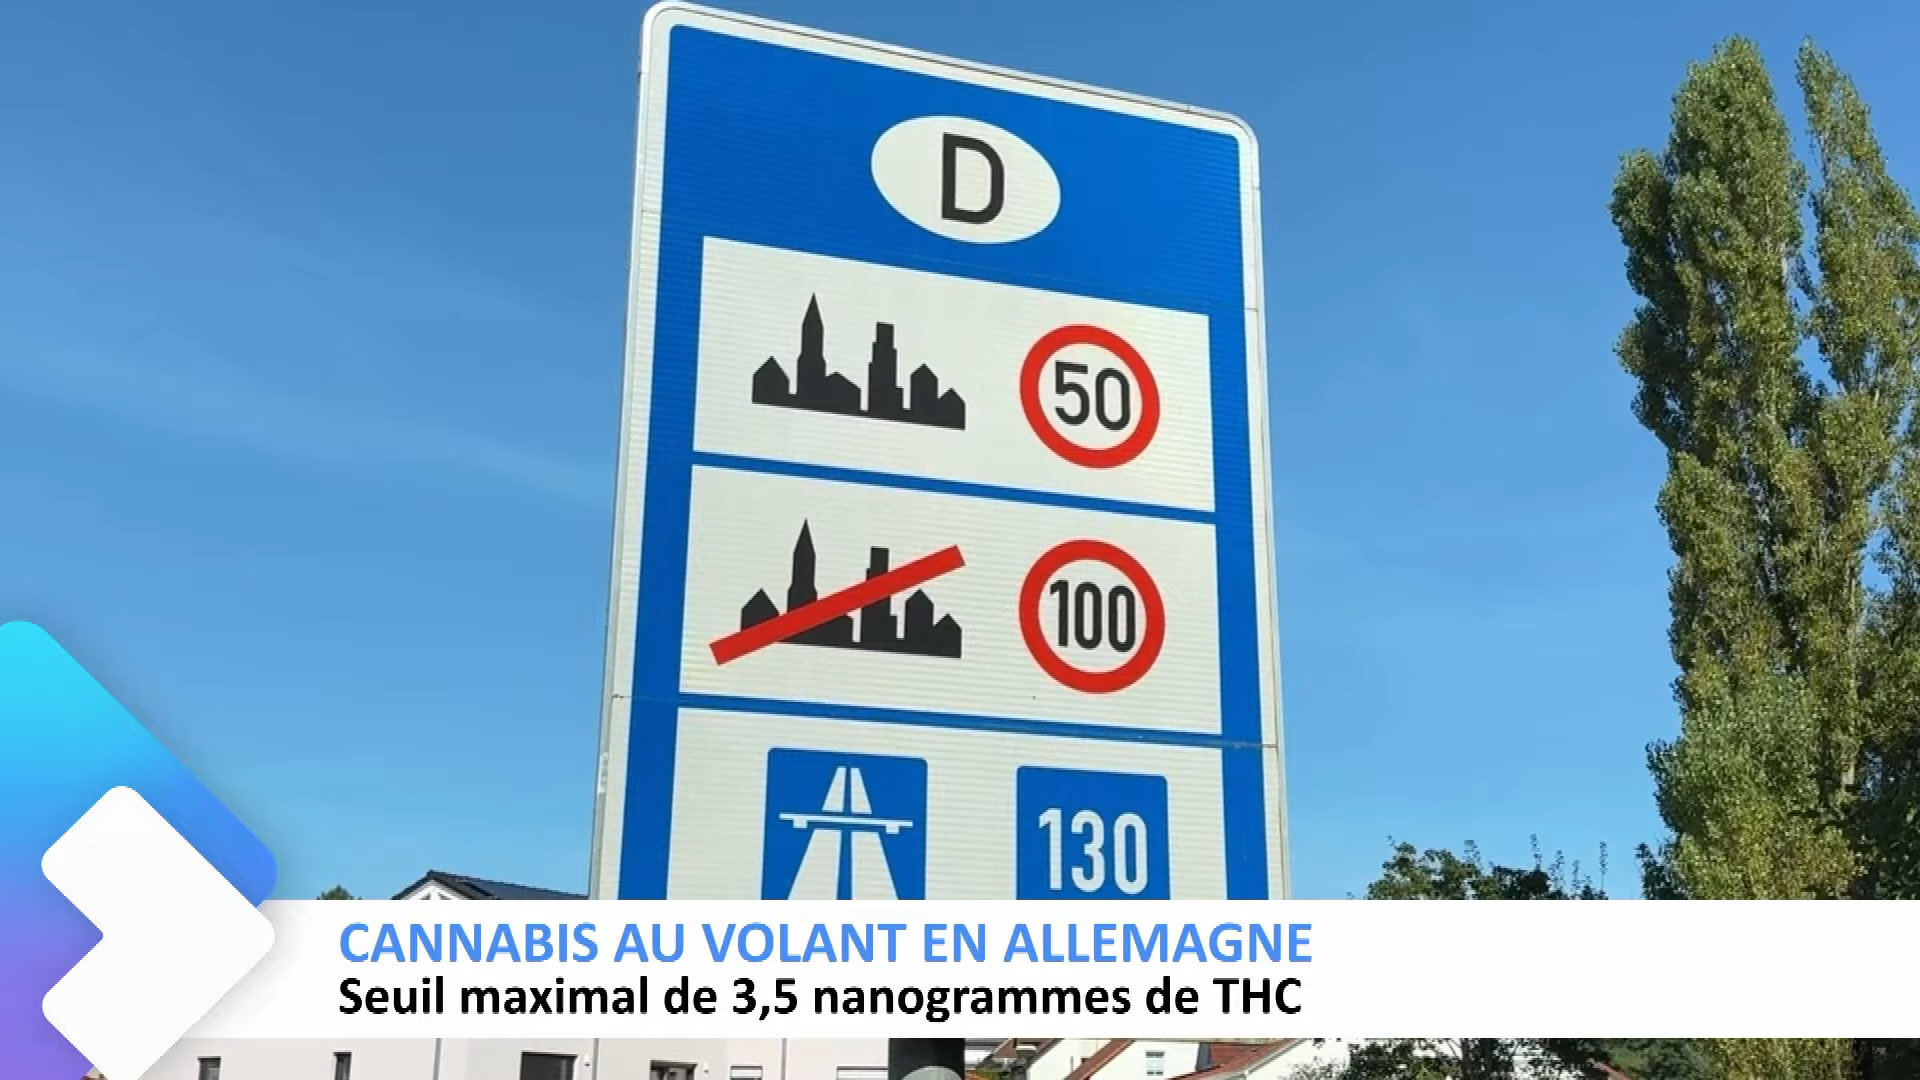 D
50
100
130
CANNABIS AU VOLANT EN ALLEMAGNE
Seuil maximal de 3,5 nanogrammes de THC